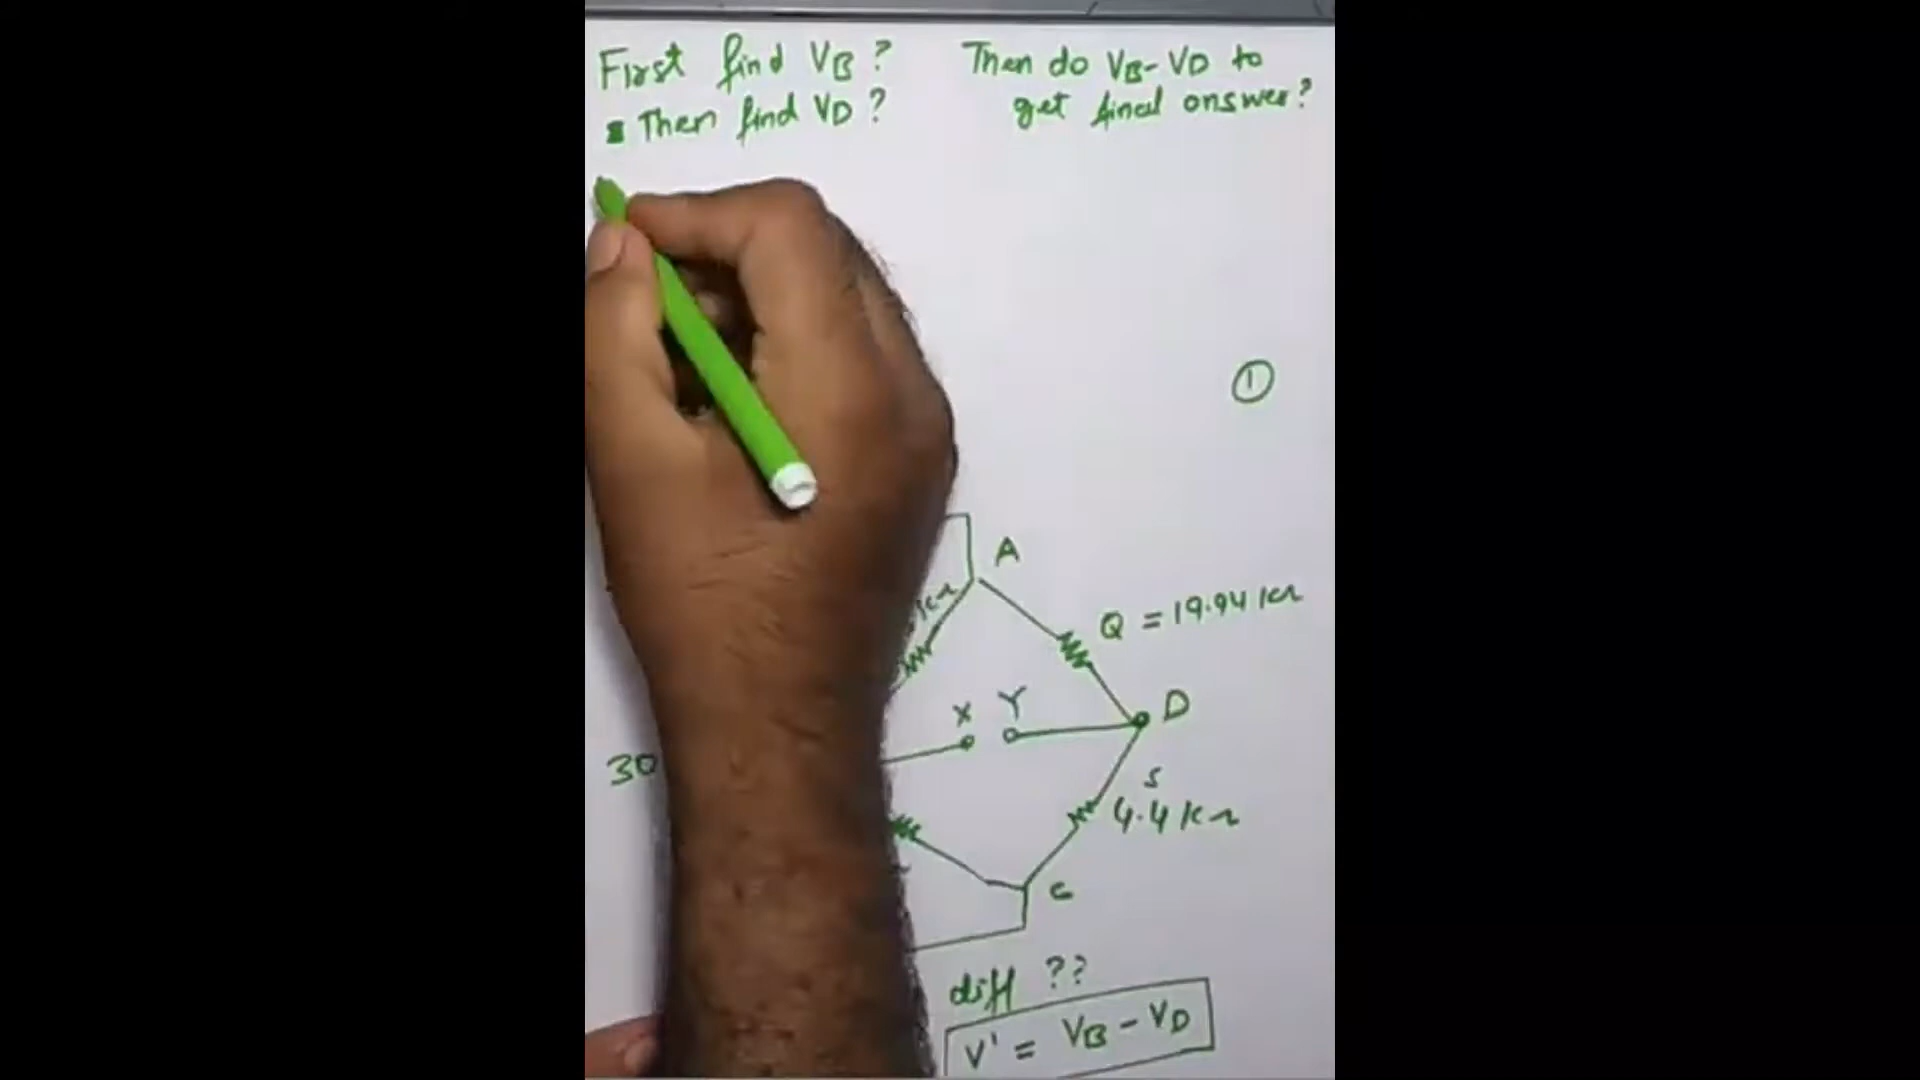 First find VB ?
Then find VD ?
Then do VB-VD to
get final answer?
1
A
Q = 19.94 kΩ
X Y
D
30
S
4.4 kΩ
C
diff ??
V' = VB - VD